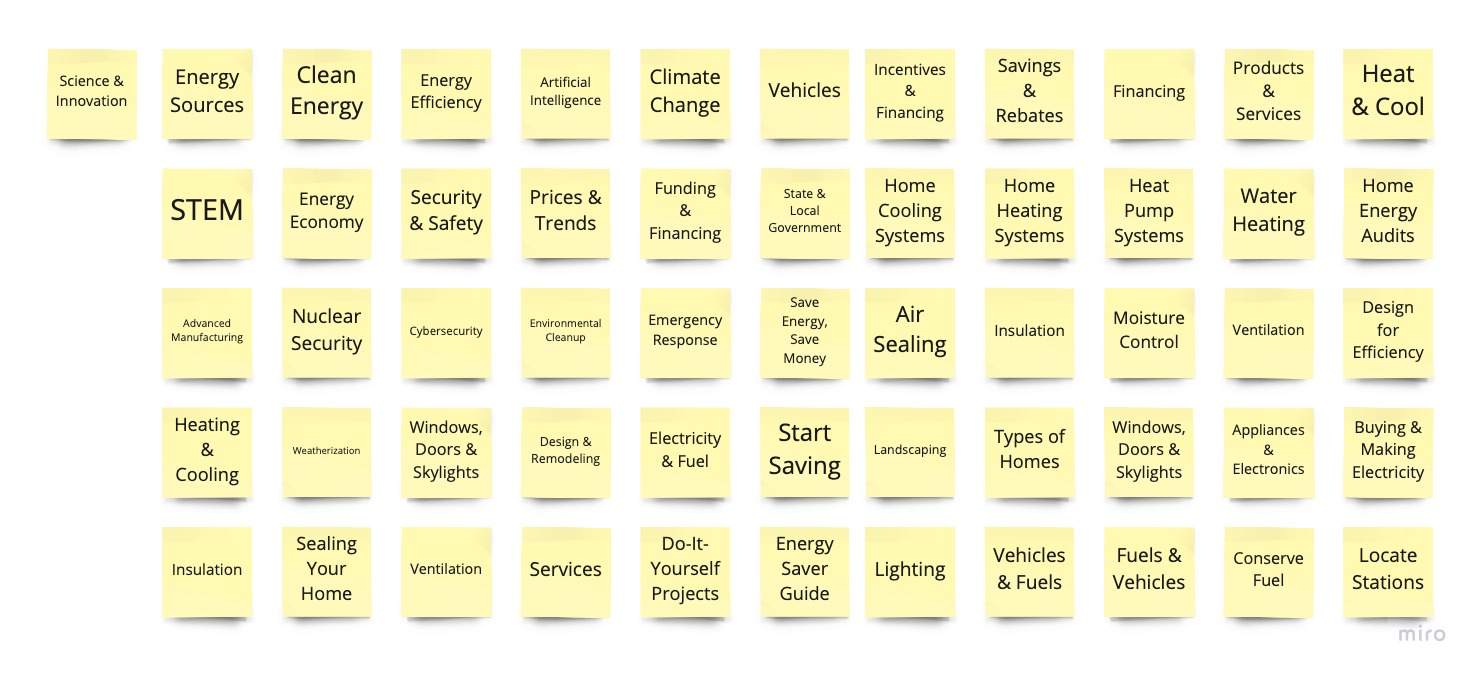 Science &
Innovation
Energy
Sources
Clean
Energy
Energy
Efficiency
Artificial
Intelligence
Climate
Change
Vehicles
Incentives
&
Financing
Savings
&
Rebates
Financing
Products
&
Services
Heat
& Cool
STEM
Energy
Economy
Security
& Safety
Prices &
Trends
Funding
&
Financing
State &
Local
Government
Home
Cooling
Systems
Home
Heating
Systems
Heat
Pump
Systems
Water
Heating
Home
Energy
Audits
Advanced
Manufacturing
Nuclear
Security
Cybersecurity
Environmental
Cleanup
Emergency
Response
Save
Energy,
Save
Money
Air
Sealing
Insulation
Moisture
Control
Ventilation
Design
for
Efficiency
Heating
&
Cooling
Weatherization
Windows,
Doors &
Skylights
Design &
Remodeling
Electricity
& Fuel
Start
Saving
Landscaping
Types of
Homes
Windows,
Doors &
Skylights
Appliances
&
Electronics
Buying &
Making
Electricity
Insulation
Sealing
Your
Home
Ventilation
Services
Do-It-
Yourself
Projects
Energy
Saver
Guide
Lighting
Vehicles
& Fuels
Fuels &
Vehicles
Conserve
Fuel
Locate
Stations
miro